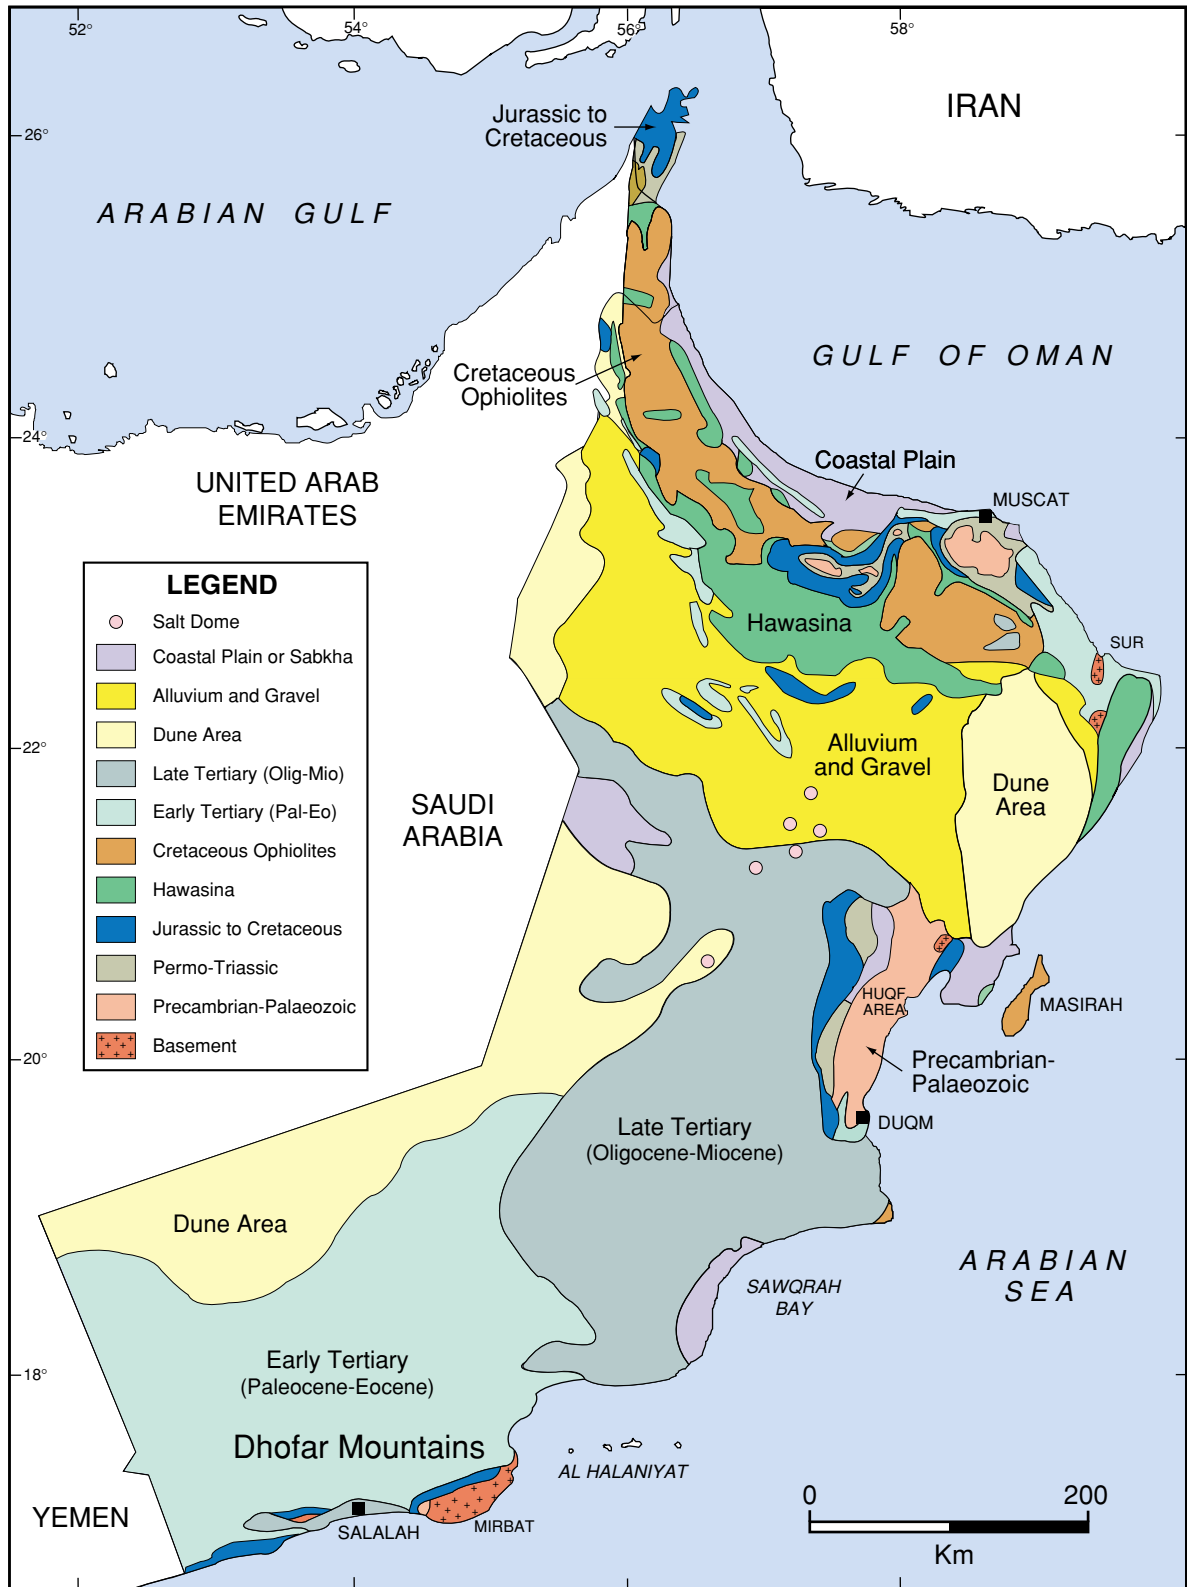 52°
54°
56°
58°
26°
24°
22°
20°
18°
Jurassic to
Cretaceous
IRAN
ARABIAN GULF
GULF OF OMAN
Cretaceous
Ophiolites
Coastal Plain
UNITED ARAB
EMIRATES
MUSCAT
LEGEND
Salt Dome
Coastal Plain or Sabkha
Alluvium and Gravel
Dune Area
Late Tertiary (Olig-Mio)
Early Tertiary (Pal-Eo)
Cretaceous Ophiolites
Hawasina
Jurassic to Cretaceous
Permo-Triassic
Precambrian-Palaeozoic
Basement
Hawasina
SUR
Alluvium
and Gravel
Dune
Area
SAUDI
ARABIA
HUQF
AREA
MASIRAH
Precambrian-
Palaeozoic
DUQM
Late Tertiary
(Oligocene-Miocene)
Dune Area
ARABIAN
SEA
SAWQRAH
BAY
Early Tertiary
(Paleocene-Eocene)
Dhofar Mountains
AL HALANIYAT
YEMEN
SALALAH
MIRBAT
0
200
Km